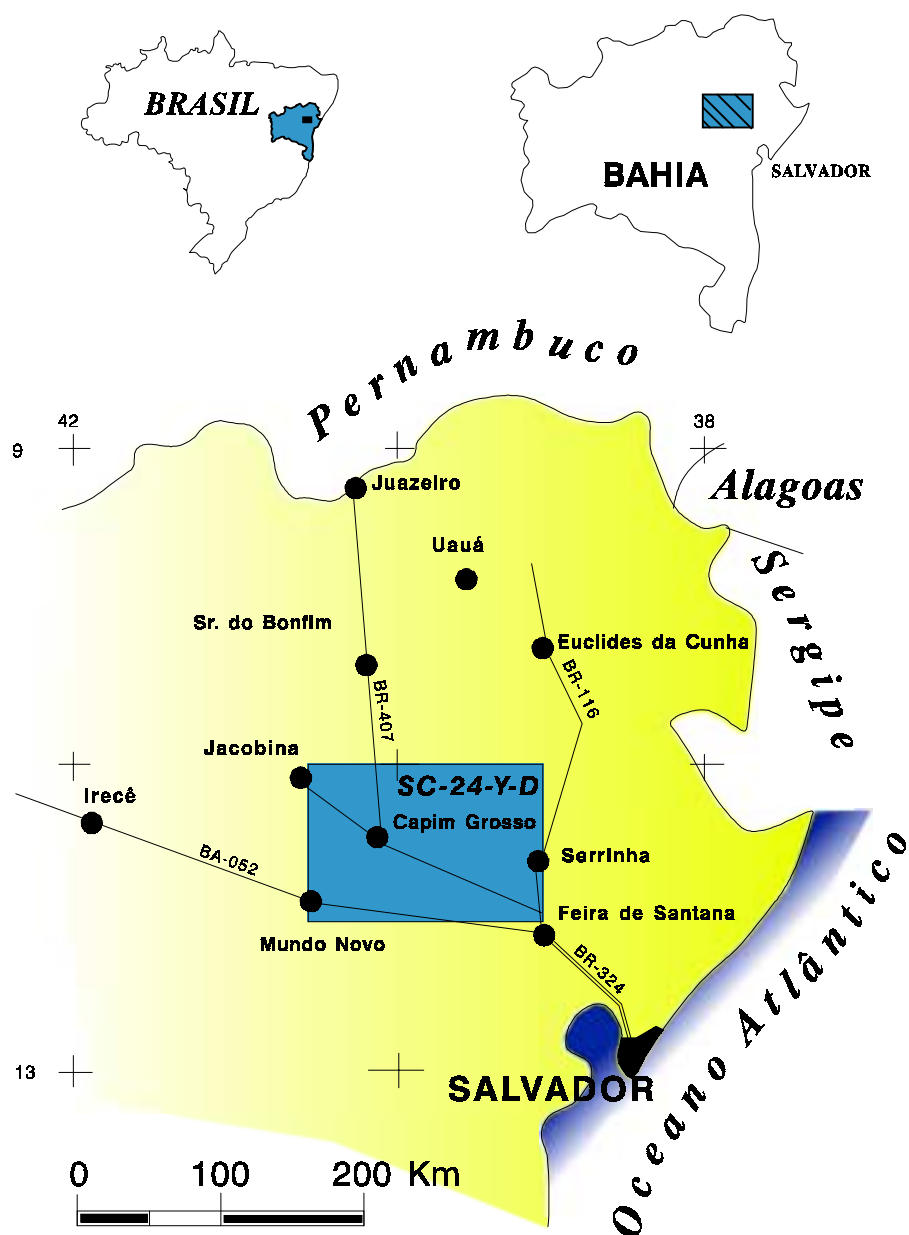 BRASIL
BAHIA
SALVADOR
Pernambuco
42
38
9
Juazeiro
Alagoas
Uauá
Sergipe
Sr. do Bonfim
Euclides da Cunha
BR-116
BR-407
Jacobina
SC-24-Y-D
Irecê
Capim Grosso
BA-052
Serrinha
Feira de Santana
Mundo Novo
BR-324
Oceano Atlântico
13
SALVADOR
0 100 200 Km